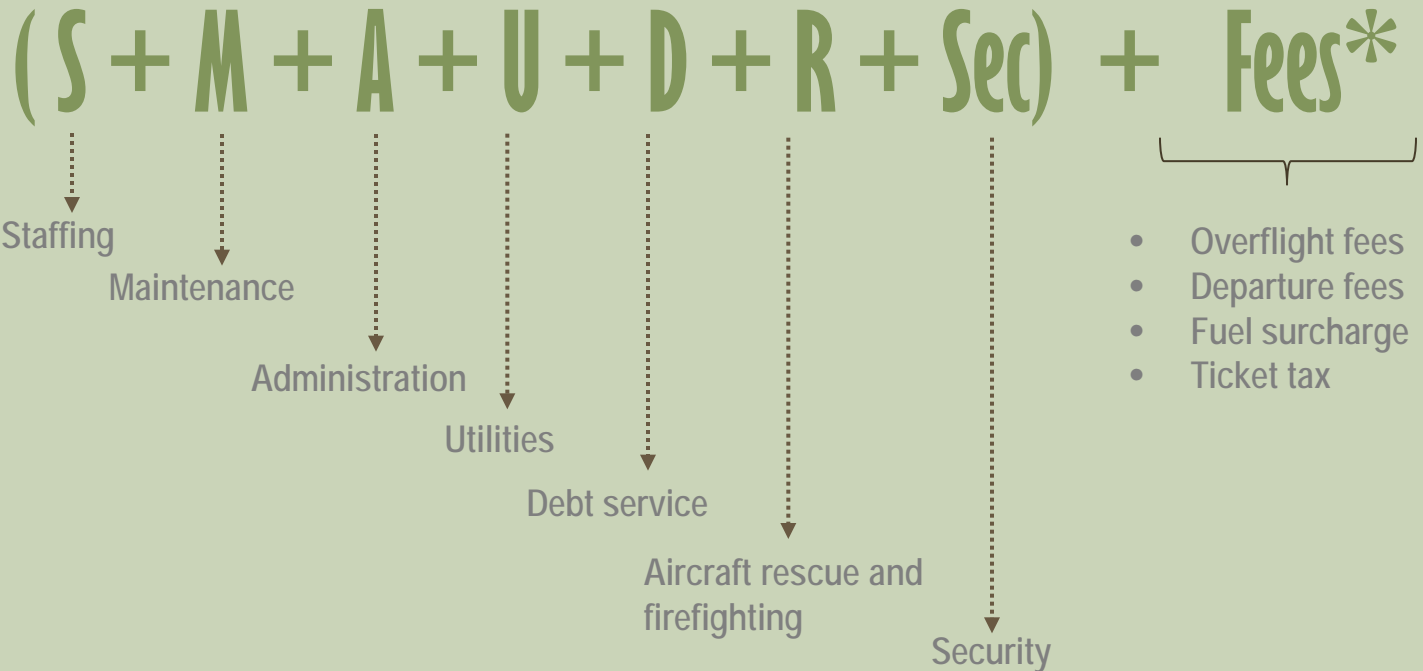 ( S + M + A + U + D + R + Sec) + Fees*
Staffing
Maintenance
Administration
Utilities
Debt service
Aircraft rescue and
firefighting
Security
• Overflight fees
• Departure fees
• Fuel surcharge
• Ticket tax